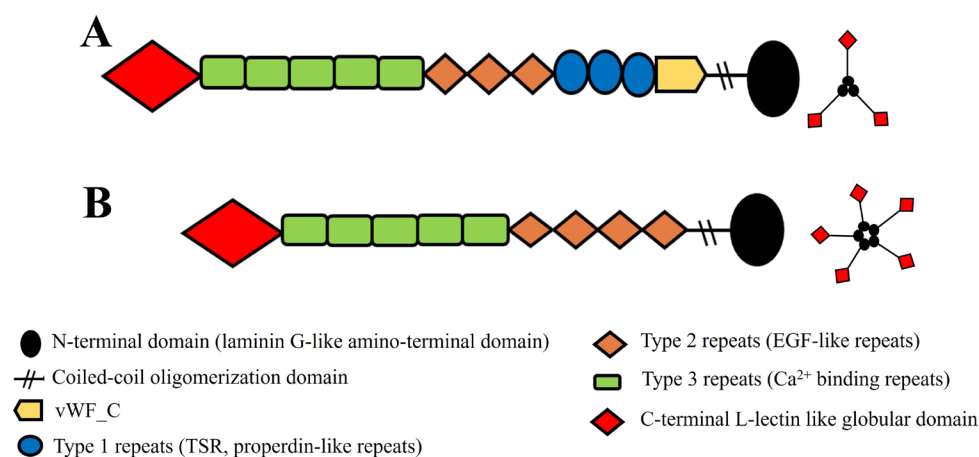 A
B
N-terminal domain (laminin G-like amino-terminal domain)
Coiled-coil oligomerization domain
vWF_C
Type 1 repeats (TSR, properdin-like repeats)
Type 2 repeats (EGF-like repeats)
Type 3 repeats (Ca²⁺ binding repeats)
C-terminal L-lectin like globular domain